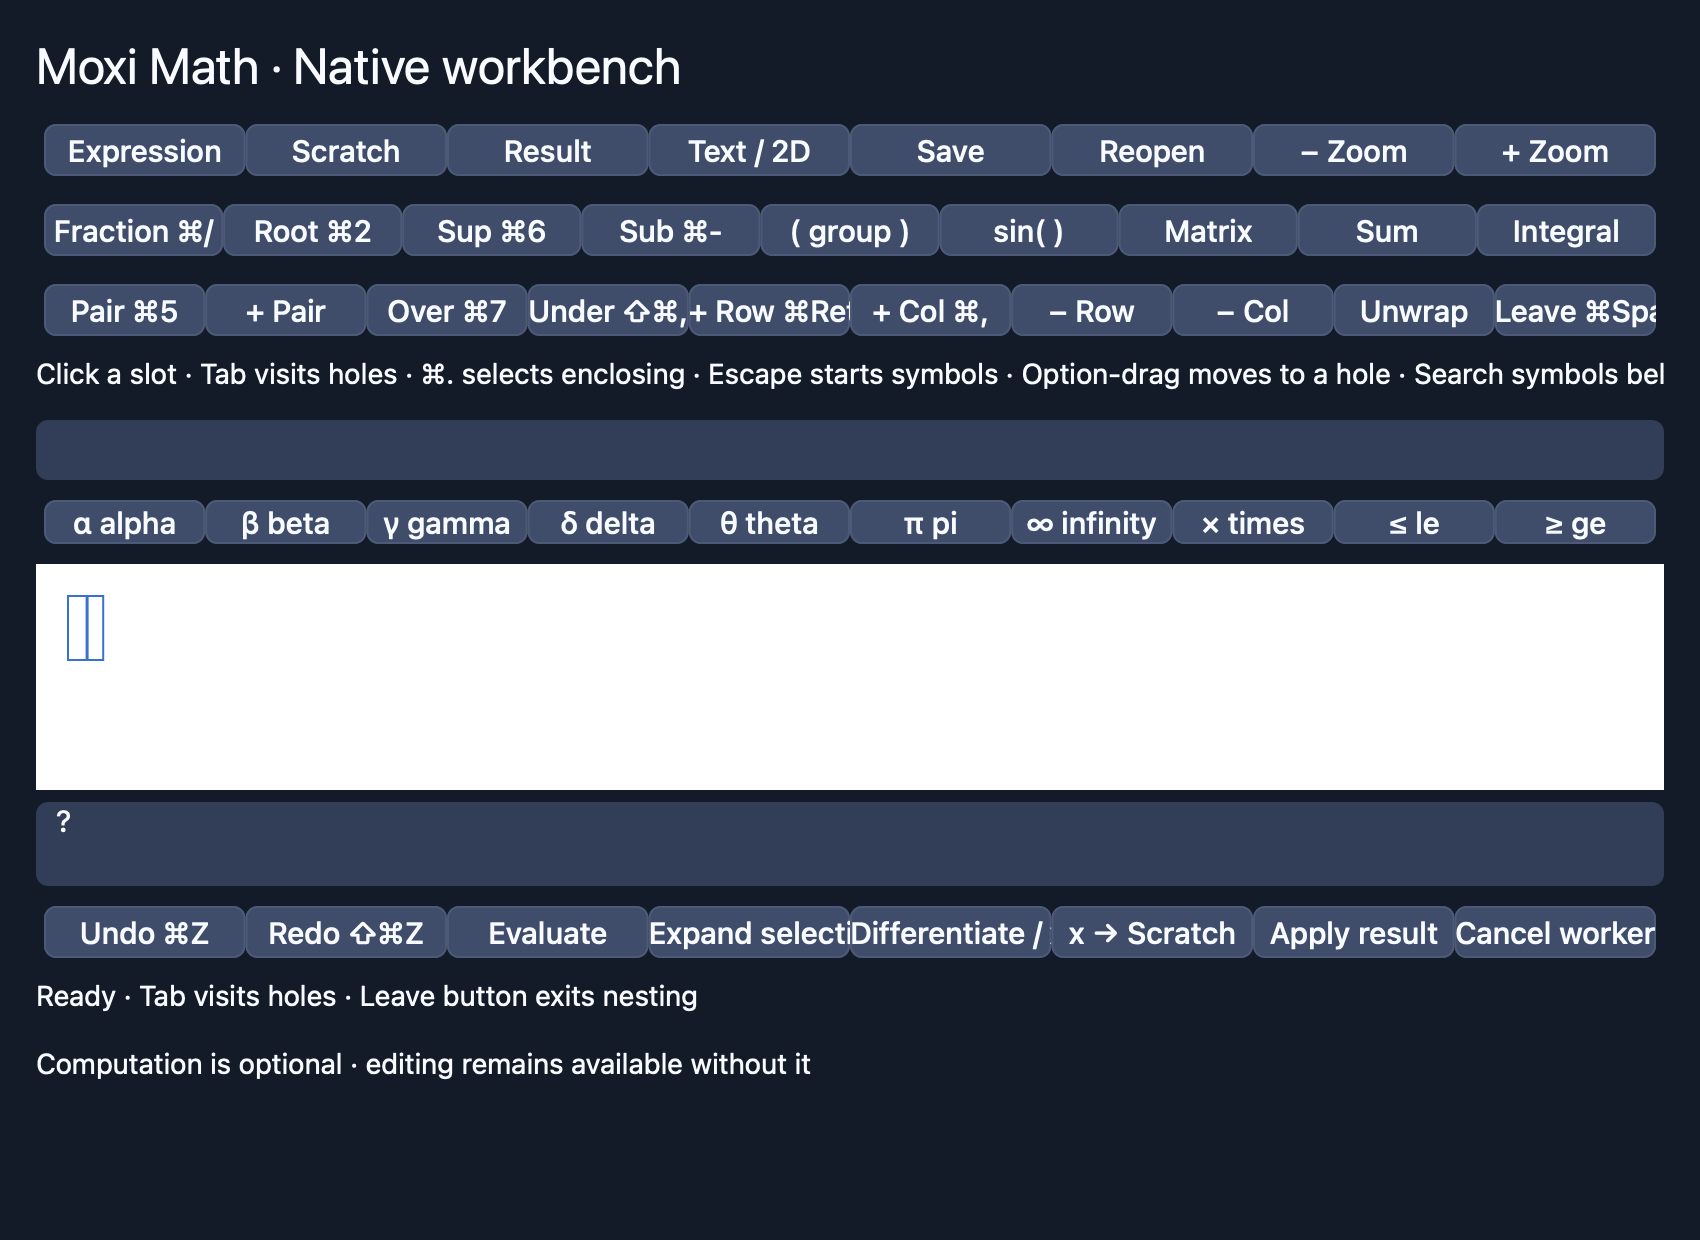 Moxi Math · Native workbench
Expression Scratch Result Text / 2D Save Reopen – Zoom + Zoom
Fraction ⌘/ Root ⌘2 Sup ⌘6 Sub ⌘- ( group ) sin( ) Matrix Sum Integral
Pair ⌘5 + Pair Over ⌘7 Under ⇧⌘, + Row ⌘Ret + Col ⌘, – Row – Col Unwrap Leave ⌘Spa
Click a slot · Tab visits holes · ⌘. selects enclosing · Escape starts symbols · Option-drag moves to a hole · Search symbols bel
α alpha β beta γ gamma δ delta θ theta π pi ∞ infinity × times ≤ le ≥ ge
?
Undo ⌘Z Redo ⇧⌘Z Evaluate Expand selecti Differentiate / x → Scratch Apply result Cancel worker
Ready · Tab visits holes · Leave button exits nesting
Computation is optional · editing remains available without it